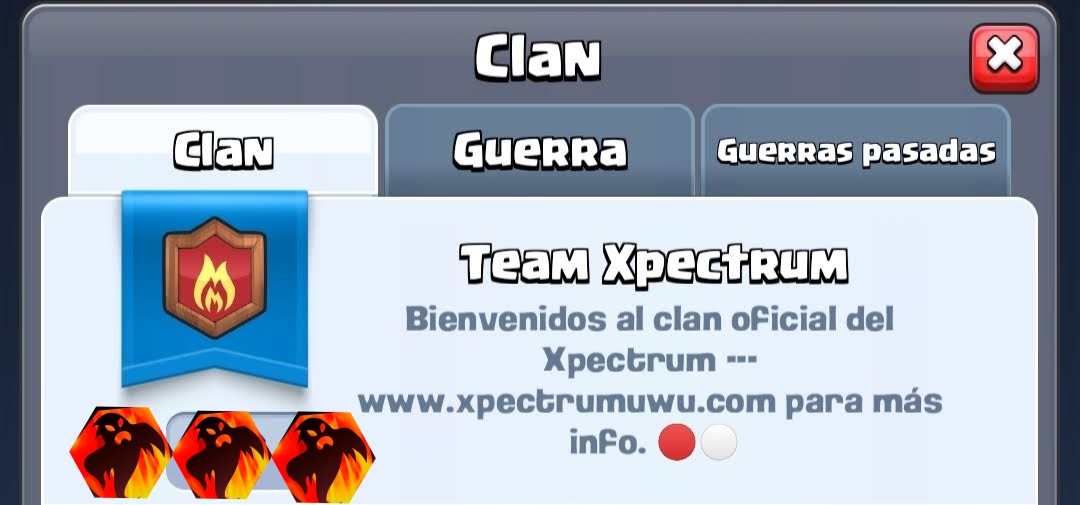 Clan
Clan
Guerra
Guerras pasadas
Team Xpectrum
Bienvenidos al clan oficial del
Xpectrum ---
www.xpectrumuwu.com para más
info.